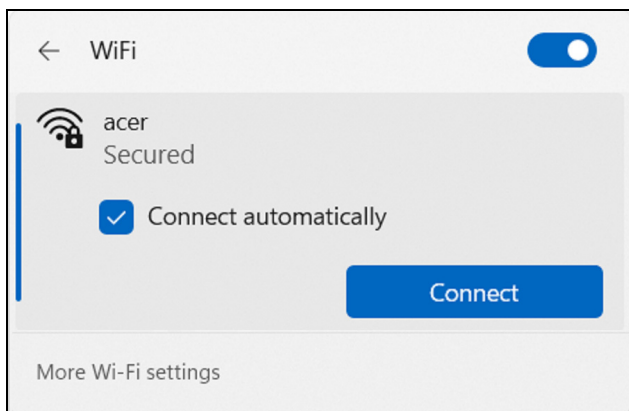 WiFi
acer
Secured
Connect automatically
Connect
More Wi-Fi settings